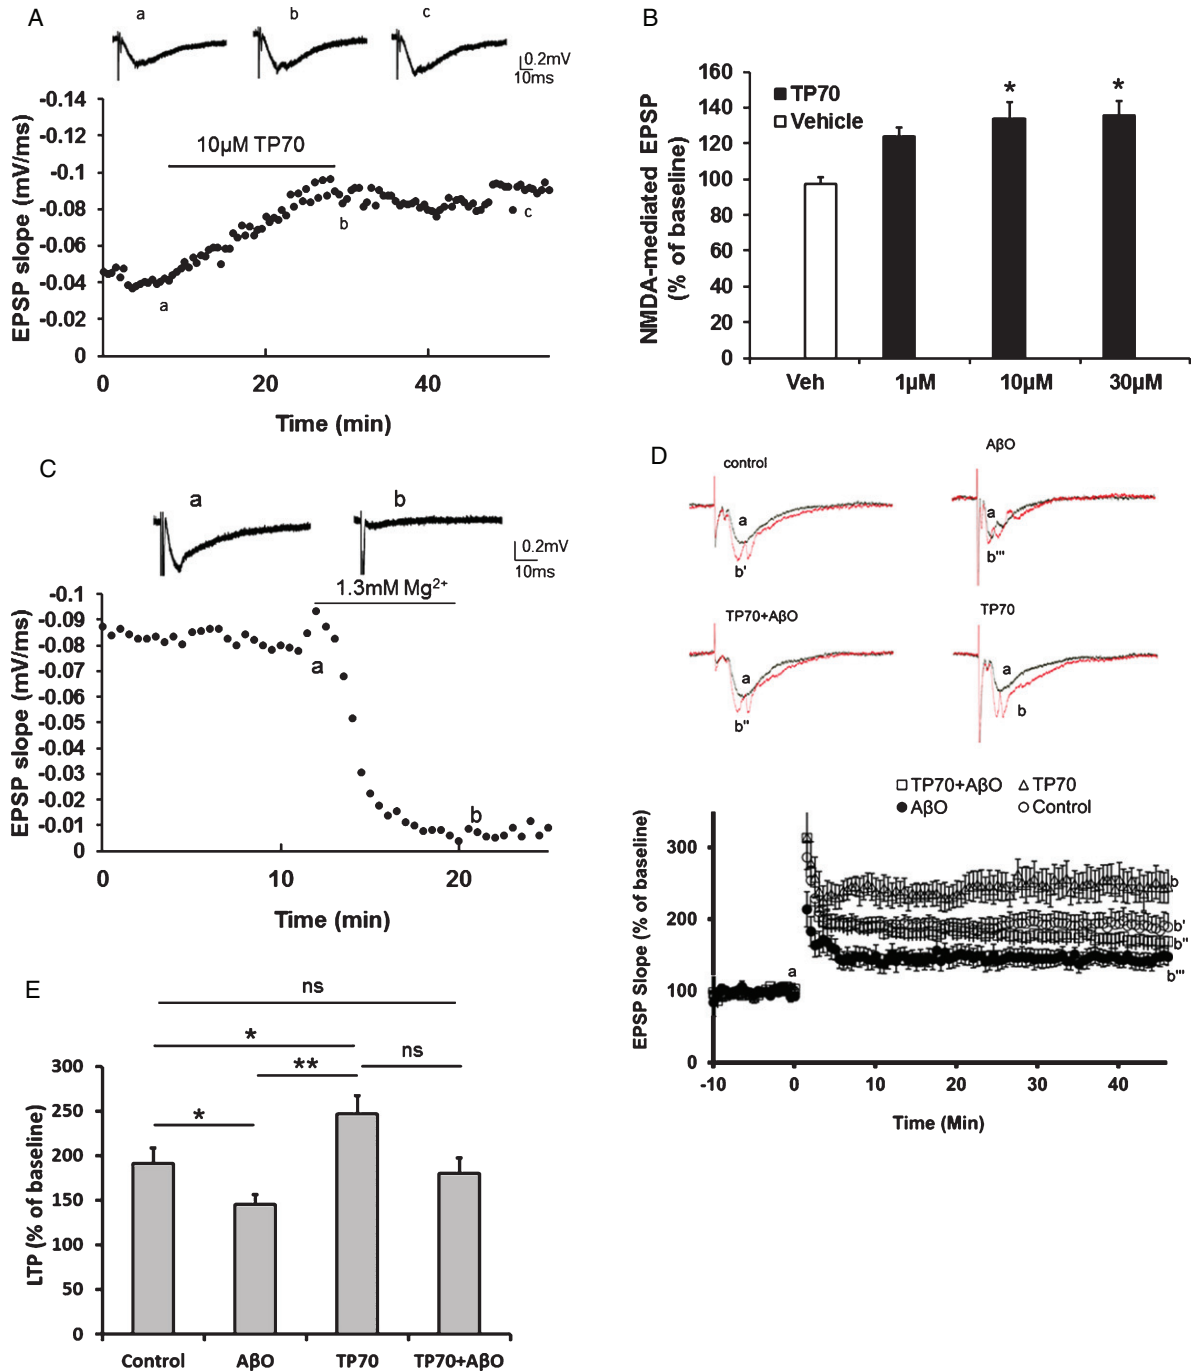 A
a b c
0.2mV
10ms
-0.14
-0.12
-0.1
-0.08
-0.06
-0.04
-0.02
0
10µM TP70
a
b
c
0 20 40
EPSP slope (mV/ms)
Time (min)
B
160
140
120
100
80
60
40
20
0
TP70
Vehicle
* *
NMDA-mediated EPSP
(% of baseline)
Veh 1µM 10µM 30µM
C
a b
0.2mV
10ms
1.3mM Mg2+
-0.1
-0.09
-0.08
-0.07
-0.06
-0.05
-0.04
-0.03
-0.02
-0.01
0
a
b
0 10 20
EPSP slope (mV/ms)
Time (min)
D
control
a
b'
AβO
a
b'''
TP70+AβO
a
b''
TP70
a
b
TP70+AβO TP70
AβO Control
300
200
100
0
a
b
b'
b''
b'''
-10 0 10 20 30 40
EPSP Slope (% of baseline)
Time (Min)
E
ns
*
** ns
*
300
250
200
150
100
50
0
LTP (% of baseline)
Control AβO TP70 TP70+AβO